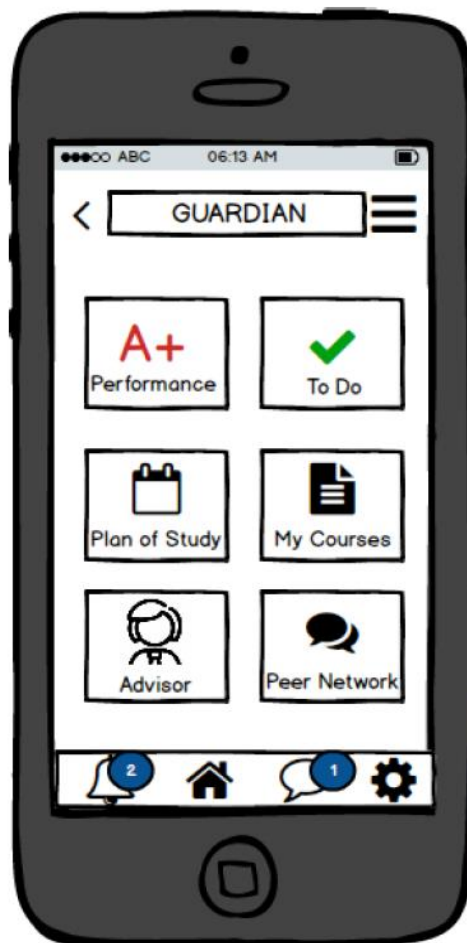 ABC 06:13 AM
GUARDIAN
A+
Performance
To Do
Plan of Study
My Courses
Advisor
Peer Network
2
1